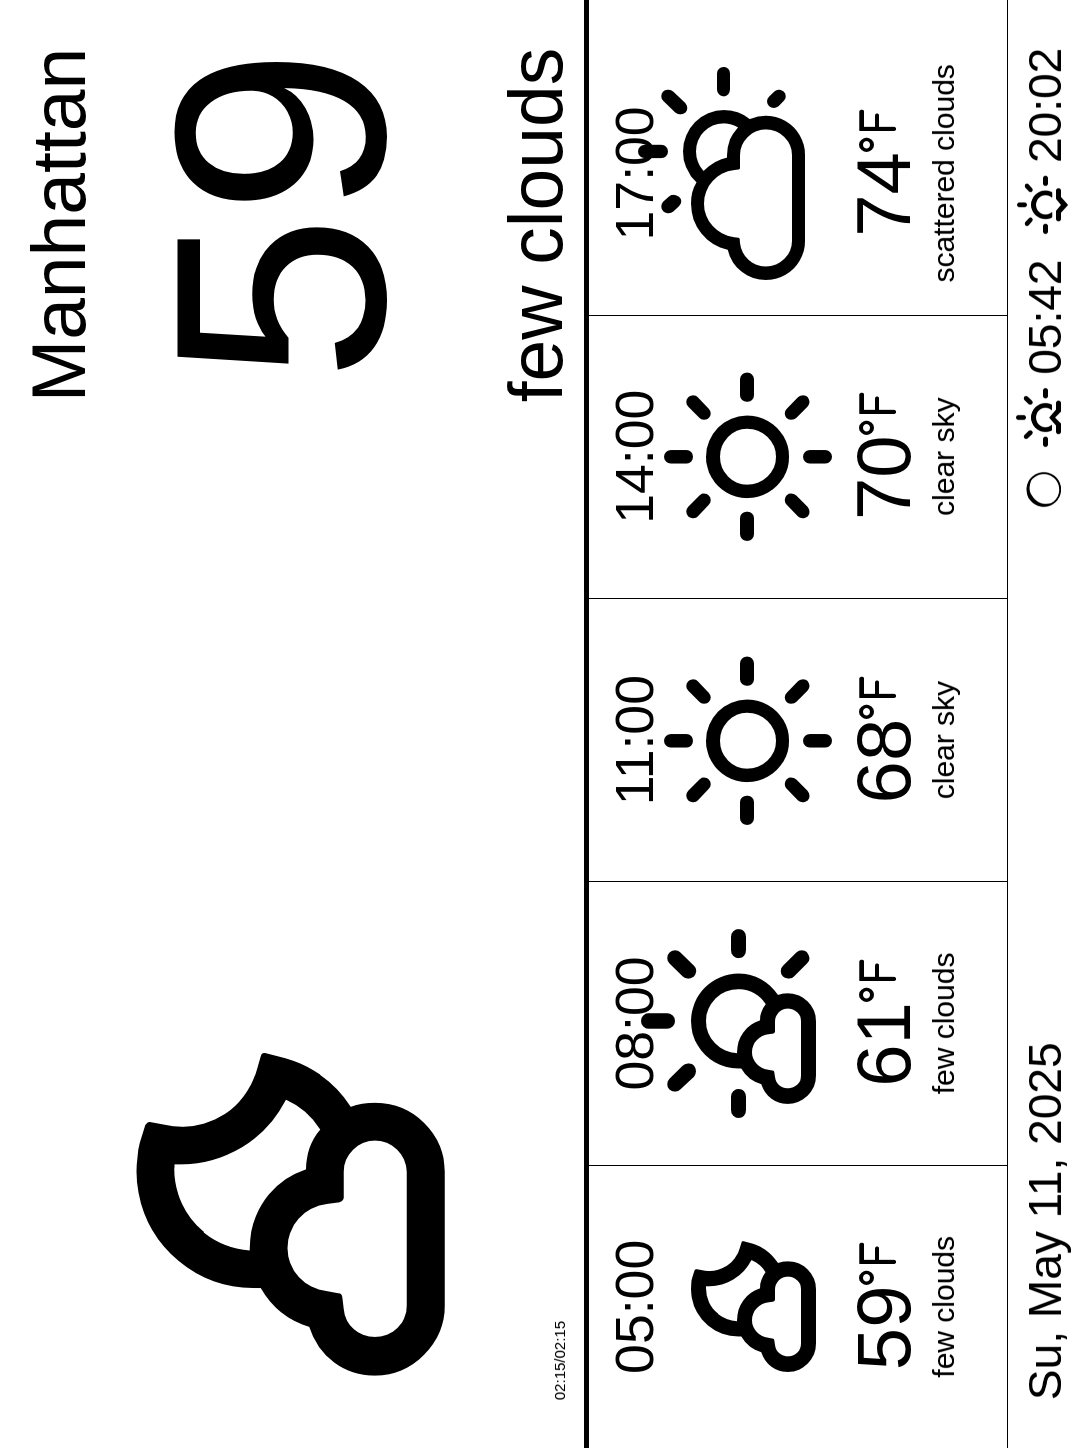 Manhattan
59
few clouds
02:15/02:15
05:00
59°F
few clouds
08:00
61°F
few clouds
11:00
68°F
clear sky
14:00
70°F
clear sky
17:00
74°F
scattered clouds
Su, May 11, 2025
05:42
20:02